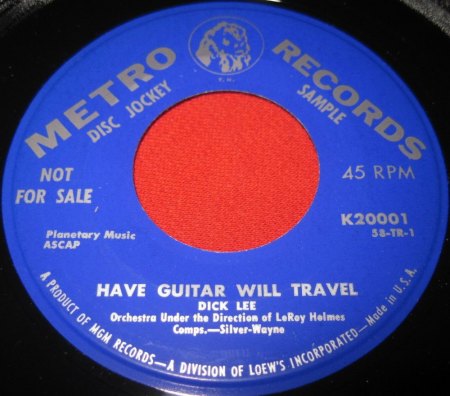 METRO RECORDS
DISC JOCKEY SAMPLE
NOT
FOR SALE
45 RPM
K20001
58-TR-1
Planetary Music
ASCAP
HAVE GUITAR WILL TRAVEL
DICK LEE
Orchestra Under the Direction of LeRoy Holmes
Comps.—Silver-Wayne
A PRODUCT OF MGM RECORDS—A DIVISION OF LOEW'S INCORPORATED—Made in U.S.A.